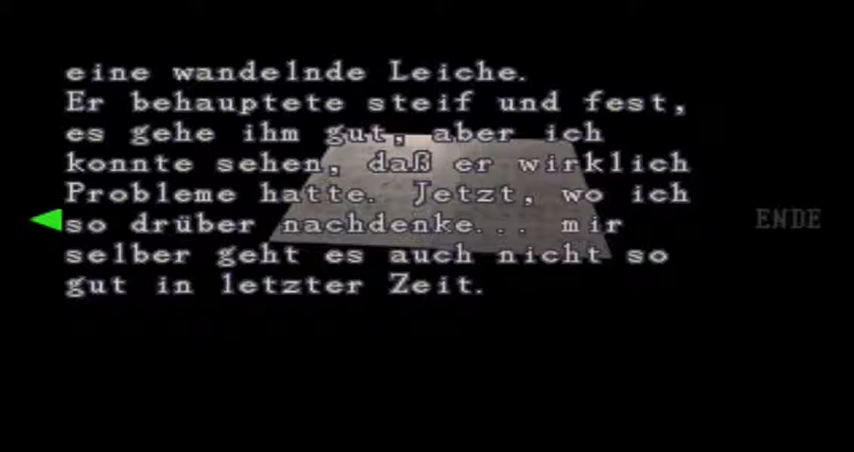 eine wandelnde Leiche.
Er behauptete steif und fest,
es gehe ihm gut, aber ich
konnte sehen, daß er wirklich
Probleme hatte. Jetzt, wo ich
so drüber nachdenke... mir
selber geht es auch nicht so
gut in letzter Zeit.
ENDE